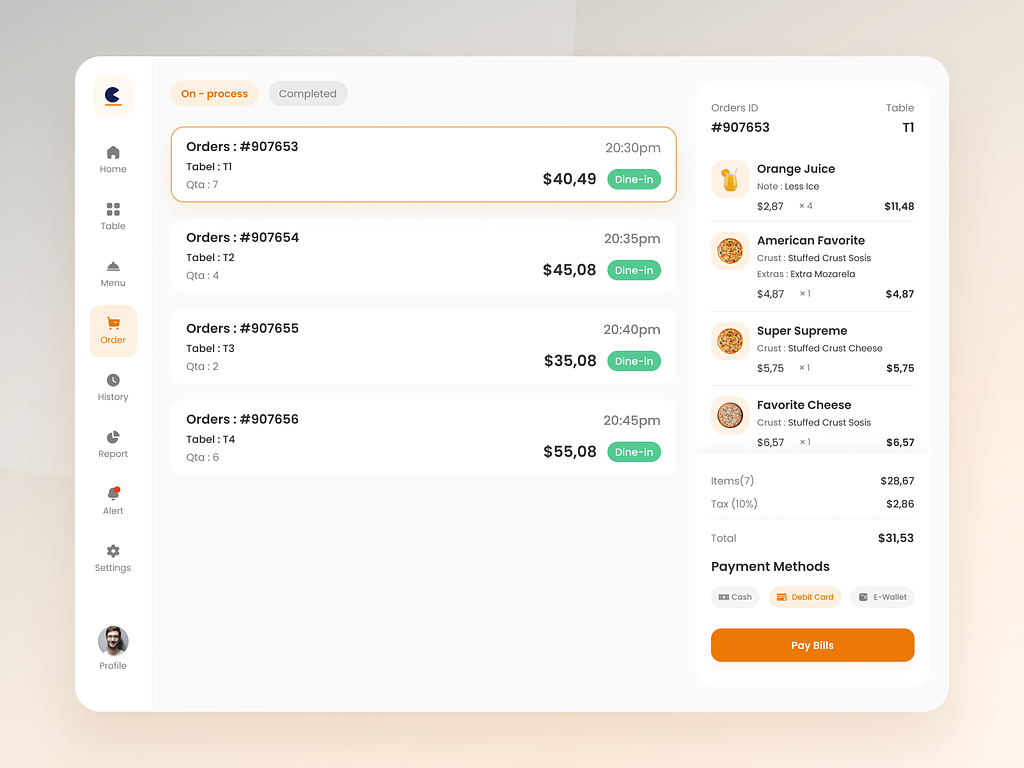 Home
Table
Menu
Order
History
Report
Alert
Settings
Profile
On - process
Completed
Orders : #907653
20:30pm
Tabel : T1
Qta : 7
$40,49
Dine-in
Orders : #907654
20:35pm
Tabel : T2
Qta : 4
$45,08
Dine-in
Orders : #907655
20:40pm
Tabel : T3
Qta : 2
$35,08
Dine-in
Orders : #907656
20:45pm
Tabel : T4
Qta : 6
$55,08
Dine-in
Orders ID
Table
#907653
T1
Orange Juice
Note : Less Ice
$2,87 × 4 $11,48
American Favorite
Crust : Stuffed Crust Sosis
Extras : Extra Mozarela
$4,87 × 1 $4,87
Super Supreme
Crust : Stuffed Crust Cheese
$5,75 × 1 $5,75
Favorite Cheese
Crust : Stuffed Crust Sosis
$6,57 × 1 $6,57
Items(7) $28,67
Tax (10%) $2,86
Total $31,53
Payment Methods
Cash
Debit Card
E-Wallet
Pay Bills